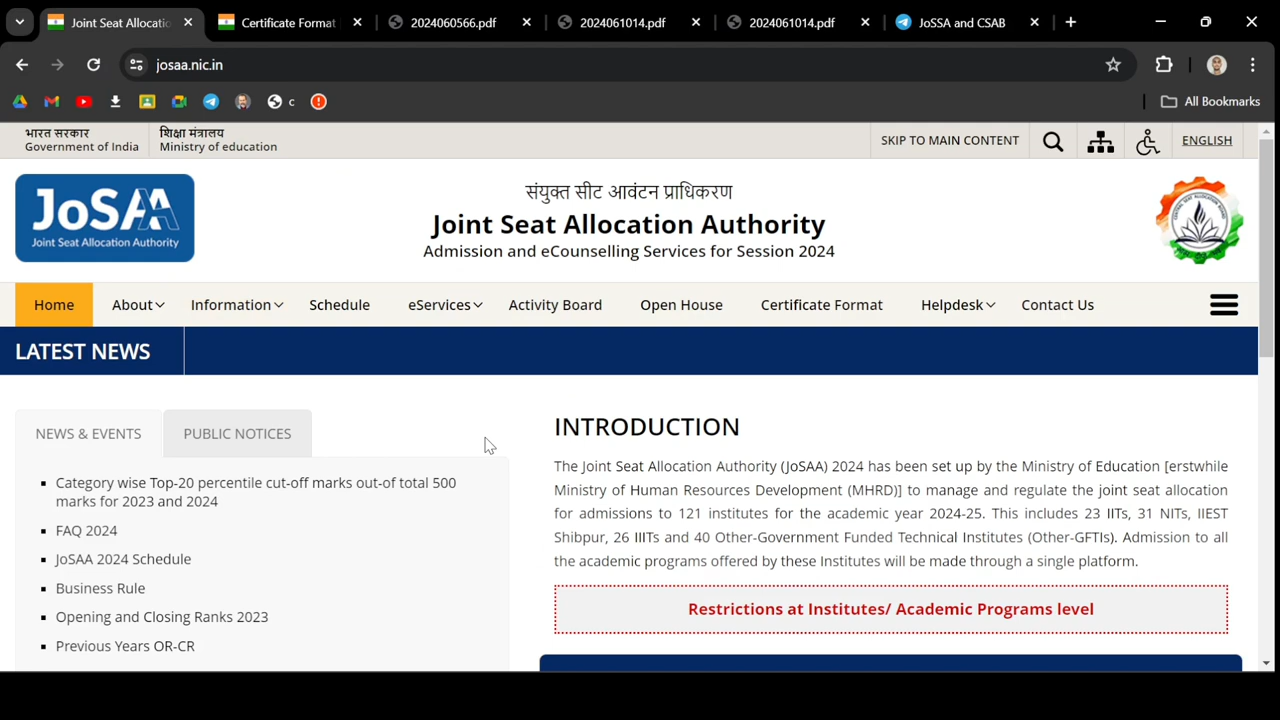 Joint Seat Allocatio
Certificate Format
2024060566.pdf
2024061014.pdf
2024061014.pdf
JoSSA and CSAB
josaa.nic.in
c
All Bookmarks
भारत सरकार
Government of India
शिक्षा मंत्रालय
Ministry of education
SKIP TO MAIN CONTENT
ENGLISH
JoSAA
Joint Seat Allocation Authority
संयुक्त सीट आवंटन प्राधिकरण
Joint Seat Allocation Authority
Admission and eCounselling Services for Session 2024
Home
About
Information
Schedule
eServices
Activity Board
Open House
Certificate Format
Helpdesk
Contact Us
LATEST NEWS
NEWS & EVENTS
PUBLIC NOTICES
Category wise Top-20 percentile cut-off marks out-of total 500
marks for 2023 and 2024
FAQ 2024
JoSAA 2024 Schedule
Business Rule
Opening and Closing Ranks 2023
Previous Years OR-CR
INTRODUCTION
The Joint Seat Allocation Authority (JoSAA) 2024 has been set up by the Ministry of Education [erstwhile
Ministry of Human Resources Development (MHRD)] to manage and regulate the joint seat allocation
for admissions to 121 institutes for the academic year 2024-25. This includes 23 IITs, 31 NITs, IIEST
Shibpur, 26 IIITs and 40 Other-Government Funded Technical Institutes (Other-GFTIs). Admission to all
the academic programs offered by these Institutes will be made through a single platform.
Restrictions at Institutes/ Academic Programs level